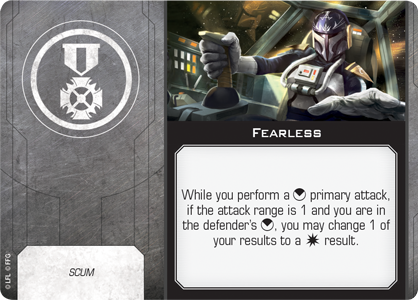 FEARLESS
While you perform a primary attack,
if the attack range is 1 and you are in
the defender's , you may change 1 of
your results to a result.
SCUM
© LFL © FFG